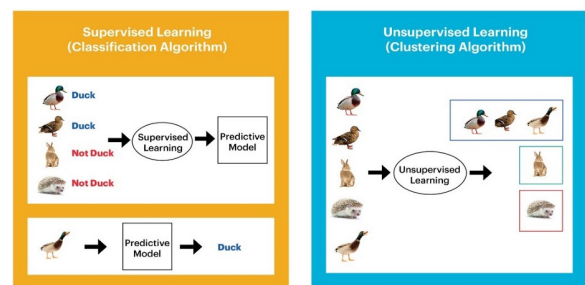 Supervised Learning
(Classification Algorithm)
Duck
Duck
Not Duck
Not Duck
Supervised
Learning
Predictive
Model
Predictive
Model
Duck
Unsupervised Learning
(Clustering Algorithm)
Unsupervised
Learning